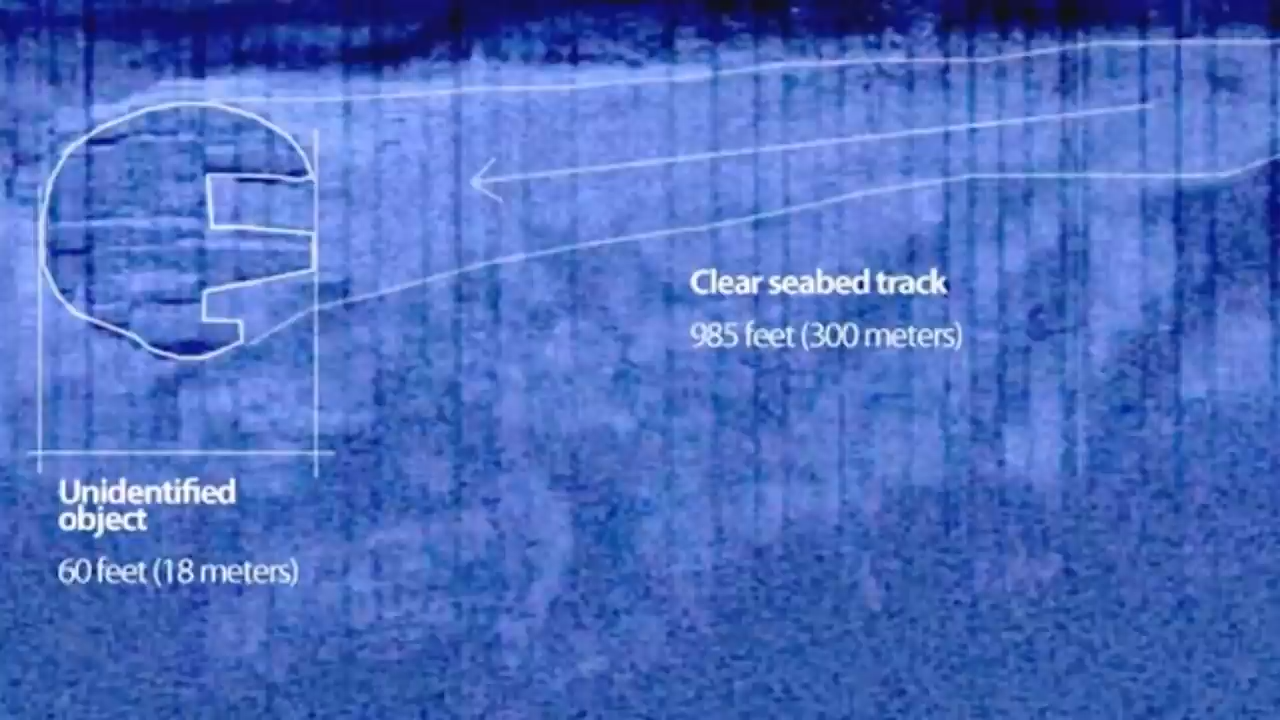 Clear seabed track
985 feet (300 meters)
Unidentified
object
60 feet (18 meters)